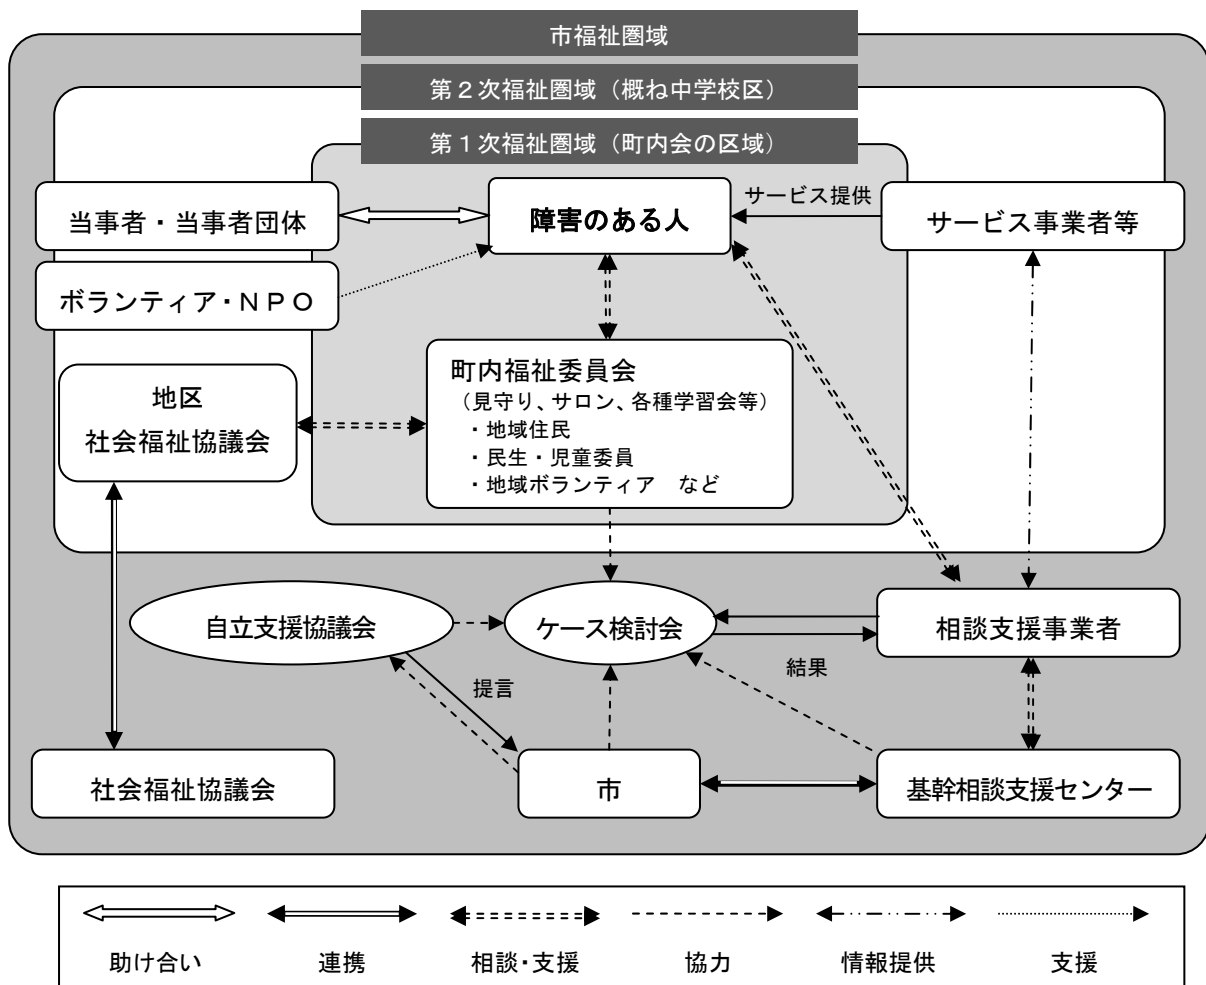 市福祉圏域
第２次福祉圏域（概ね中学校区）
第１次福祉圏域（町内会の区域）
当事者・当事者団体
障害のある人
サービス提供
サービス事業者等
ボランティア・ＮＰＯ
町内福祉委員会
（見守り、サロン、各種学習会等）
・地域住民
・民生・児童委員
・地域ボランティア　など
地区
社会福祉協議会
自立支援協議会
ケース検討会
相談支援事業者
提言
結果
社会福祉協議会
市
基幹相談支援センター
助け合い
連携
相談・支援
協力
情報提供
支援